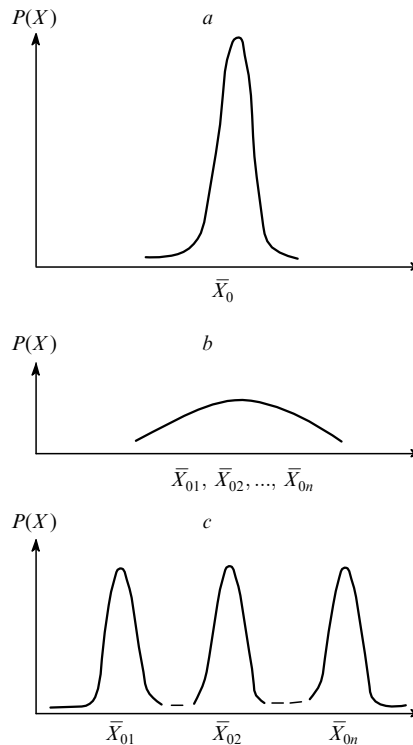 P(X) a
X̅₀
P(X) b
X̅₀₁, X̅₀₂, ..., X̅₀ₙ
P(X) c
X̅₀₁ X̅₀₂ X̅₀ₙ